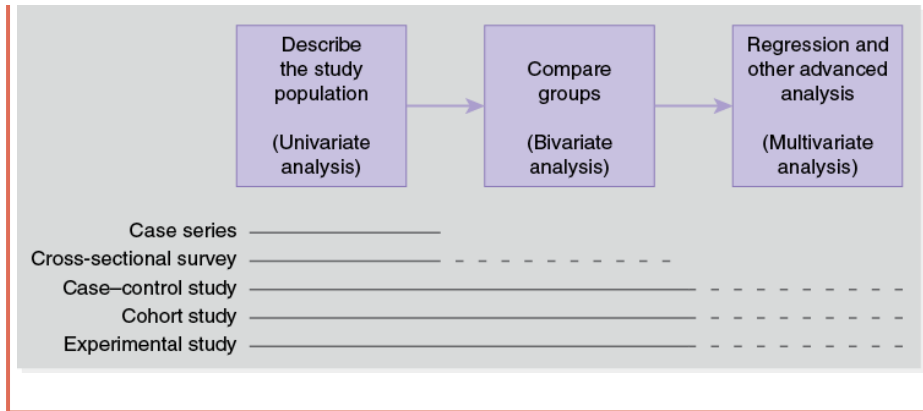 Describe
the study
population
(Univariate
analysis)
Compare
groups
(Bivariate
analysis)
Regression and
other advanced
analysis
(Multivariate
analysis)
Case series
Cross-sectional survey
Case–control study
Cohort study
Experimental study